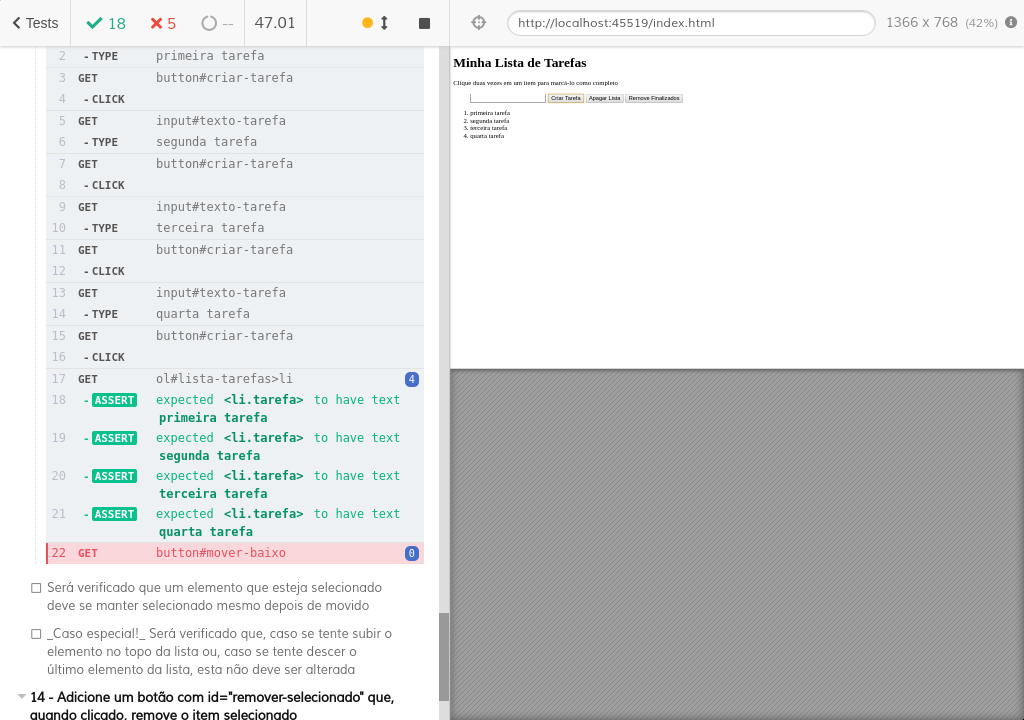 Tests 18 5 -- 47.01 http://localhost:45519/index.html 1366 x 768 (42%)
2 -TYPE primeira tarefa
3 GET button#criar-tarefa
4 -CLICK
5 GET input#texto-tarefa
6 -TYPE segunda tarefa
7 GET button#criar-tarefa
8 -CLICK
9 GET input#texto-tarefa
10 -TYPE terceira tarefa
11 GET button#criar-tarefa
12 -CLICK
13 GET input#texto-tarefa
14 -TYPE quarta tarefa
15 GET button#criar-tarefa
16 -CLICK
17 GET ol#lista-tarefas>li 4
18 -ASSERT expected <li.tarefa> to have text
primeira tarefa
19 -ASSERT expected <li.tarefa> to have text
segunda tarefa
20 -ASSERT expected <li.tarefa> to have text
terceira tarefa
21 -ASSERT expected <li.tarefa> to have text
quarta tarefa
22 GET button#mover-baixo 0
Será verificado que um elemento que esteja selecionado
deve se manter selecionado mesmo depois de movido
_Caso especial!_ Será verificado que, caso se tente subir o
elemento no topo da lista ou, caso se tente descer o
último elemento da lista, esta não deve ser alterada
14 - Adicione um botão com id="remover-selecionado" que,
quando clicado, remove o item selecionado
Minha Lista de Tarefas
Clique duas vezes em um item para marcá-lo como completo
Criar Tarefa Apagar Lista Remove Finalizados
1. primeira tarefa
2. segunda tarefa
3. terceira tarefa
4. quarta tarefa